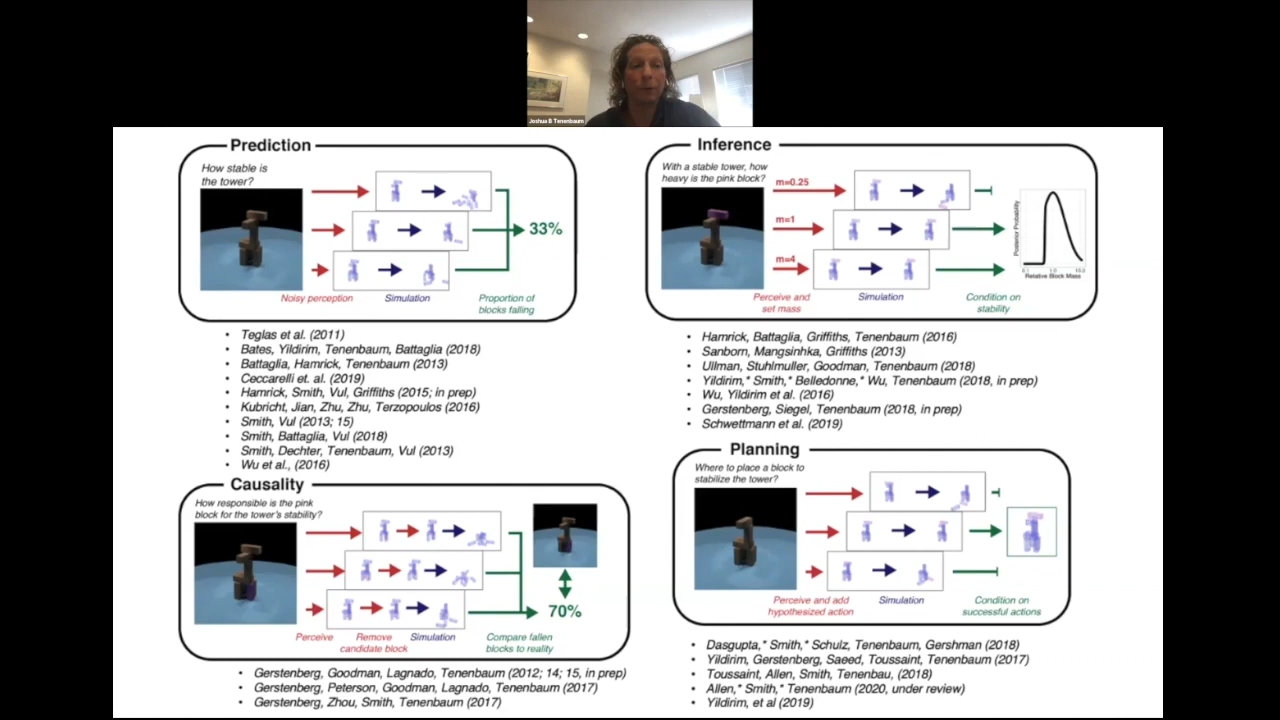 Joshua B Tenenbaum
Prediction
How stable is
the tower?
33%
Noisy perception
Simulation
Proportion of
blocks falling
• Teglas et al. (2011)
• Bates, Yildirim, Tenenbaum, Battaglia (2018)
• Battaglia, Hamrick, Tenenbaum (2013)
• Ceccarelli et. al. (2019)
• Hamrick, Smith, Vul, Griffiths (2015; in prep)
• Kubricht, Jian, Zhu, Zhu, Terzopoulos (2016)
• Smith, Vul (2013; 15)
• Smith, Battaglia, Vul (2018)
• Smith, Dechter, Tenenbaum, Vul (2013)
• Wu et al., (2016)
Inference
With a stable tower, how
heavy is the pink block?
m=0.25
m=1
m=4
Posterior Probability
0.1 1.0 10.0
Relative Block Mass
Perceive and
set mass
Simulation
Condition on
stability
• Hamrick, Battaglia, Griffiths, Tenenbaum (2016)
• Sanborn, Mangsinhka, Griffiths (2013)
• Ullman, Stuhlmuller, Goodman, Tenenbaum (2018)
• Yildirim,* Smith,* Belledonne,* Wu, Tenenbaum (2018, in prep)
• Wu, Yildirim et al. (2016)
• Gerstenberg, Siegel, Tenenbaum (2018, in prep)
• Schwettmann et al. (2019)
Causality
How responsible is the pink
block for the tower's stability?
70%
Perceive
Remove
candidate block
Simulation
Compare fallen
blocks to reality
• Gerstenberg, Goodman, Lagnado, Tenenbaum (2012; 14; 15, in prep)
• Gerstenberg, Peterson, Goodman, Lagnado, Tenenbaum (2017)
• Gerstenberg, Zhou, Smith, Tenenbaum (2017)
Planning
Where to place a block to
stabilize the tower?
Perceive and add
hypothesized action
Simulation
Condition on
successful actions
• Dasgupta,* Smith,* Schulz, Tenenbaum, Gershman (2018)
• Yildirim, Gerstenberg, Saeed, Toussaint, Tenenbaum (2017)
• Toussaint, Allen, Smith, Tenenbau, (2018)
• Allen,* Smith,* Tenenbaum (2020, under review)
• Yildirim, et al (2019)